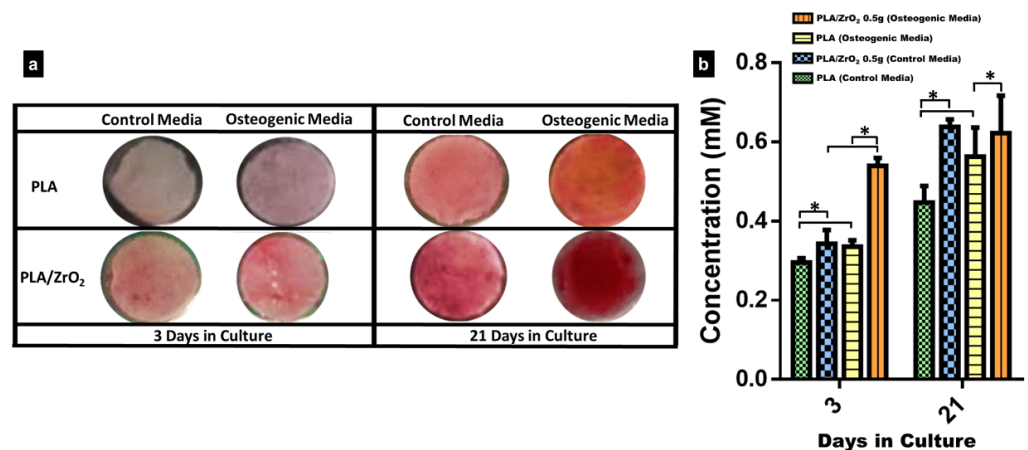 a
Control Media Osteogenic Media Control Media Osteogenic Media
PLA
PLA/ZrO₂
3 Days in Culture 21 Days in Culture
b
PLA/ZrO₂ 0.5g (Osteogenic Media)
PLA (Osteogenic Media)
PLA/ZrO₂ 0.5g (Control Media)
PLA (Control Media)
Concentration (mM)
0.8
0.6
0.4
0.2
0.0
* * * * *
3 21
Days in Culture